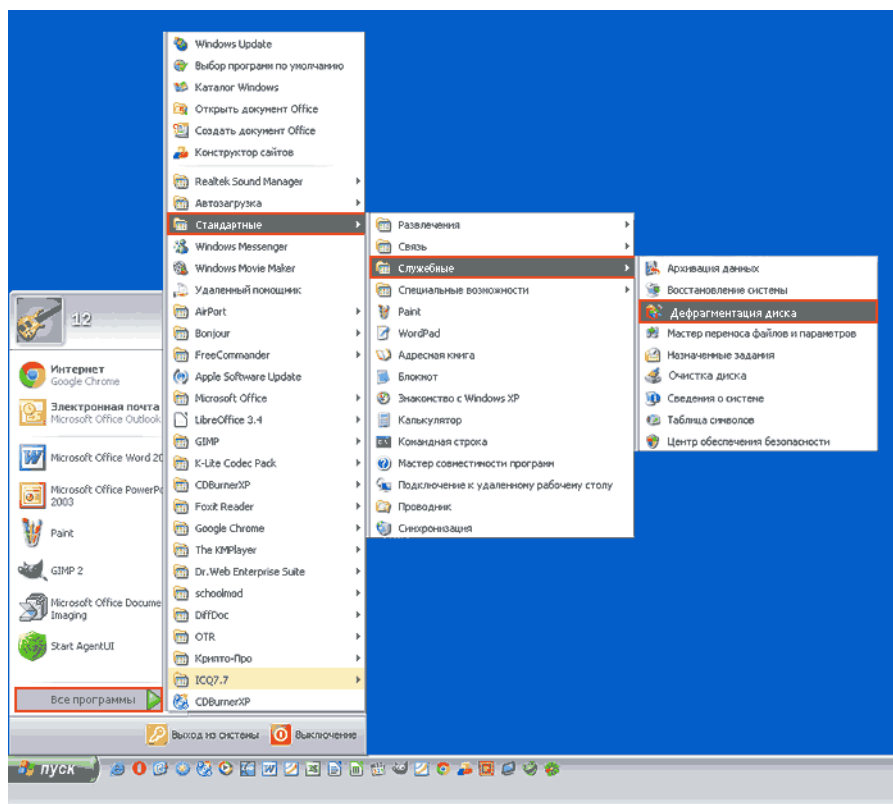 Windows Update
Выбор программ по умолчанию
Каталог Windows
Открыть документ Office
Создать документ Office
Конструктор сайтов
Realtek Sound Manager
Автозагрузка
Стандартные
Windows Messenger
Windows Movie Maker
Удаленный помощник
AirPort
Bonjour
FreeCommander
Apple Software Update
Microsoft Office
LibreOffice 3.4
GIMP
K-Lite Codec Pack
CDBurnerXP
Foxit Reader
Google Chrome
The KMPlayer
Dr.Web Enterprise Suite
schoolmod
DiffDoc
OTR
Крипто-Про
ICQ7.7
CDBurnerXP
Развлечения
Связь
Служебные
Специальные возможности
Paint
WordPad
Адресная книга
Блокнот
Знакомство с Windows XP
Калькулятор
Командная строка
Мастер совместимости программ
Подключение к удаленному рабочему столу
Проводник
Синхронизация
Архивация данных
Восстановление системы
Дефрагментация диска
Мастер переноса файлов и параметров
Назначенные задания
Очистка диска
Сведения о системе
Таблица символов
Центр обеспечения безопасности
12
Интернет
Google Chrome
Электронная почта
Microsoft Office Outlook
Microsoft Office Word 20
Microsoft Office PowerPo
2003
Paint
GIMP 2
Microsoft Office Docume
Imaging
Start AgentUI
Все программы
Выход из системы
Выключение
пуск